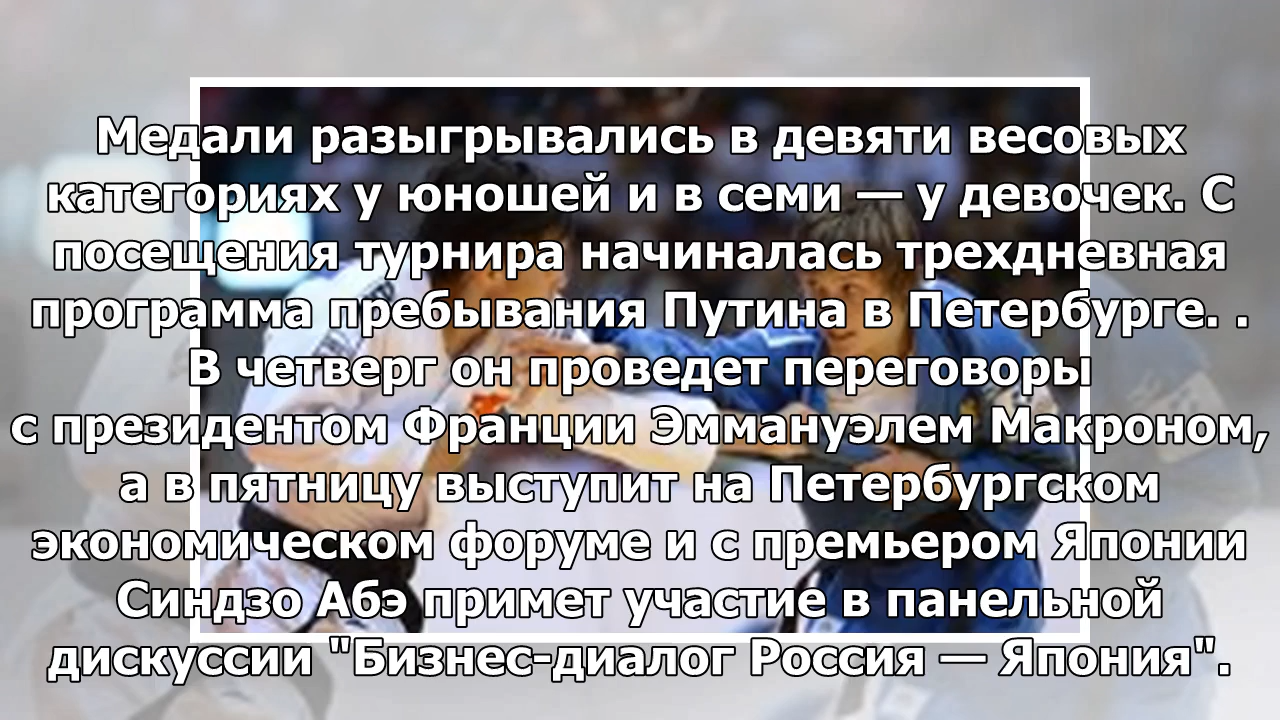 Медали разыгрывались в девяти весовых
категориях у юношей и в семи — у девочек. С
посещения турнира начиналась трехдневная
программа пребывания Путина в Петербурге. .
В четверг он проведет переговоры
с президентом Франции Эммануэлем Макроном,
а в пятницу выступит на Петербургском
экономическом форуме и с премьером Японии
Синдзо Абэ примет участие в панельной
дискуссии "Бизнес-диалог Россия — Япония".